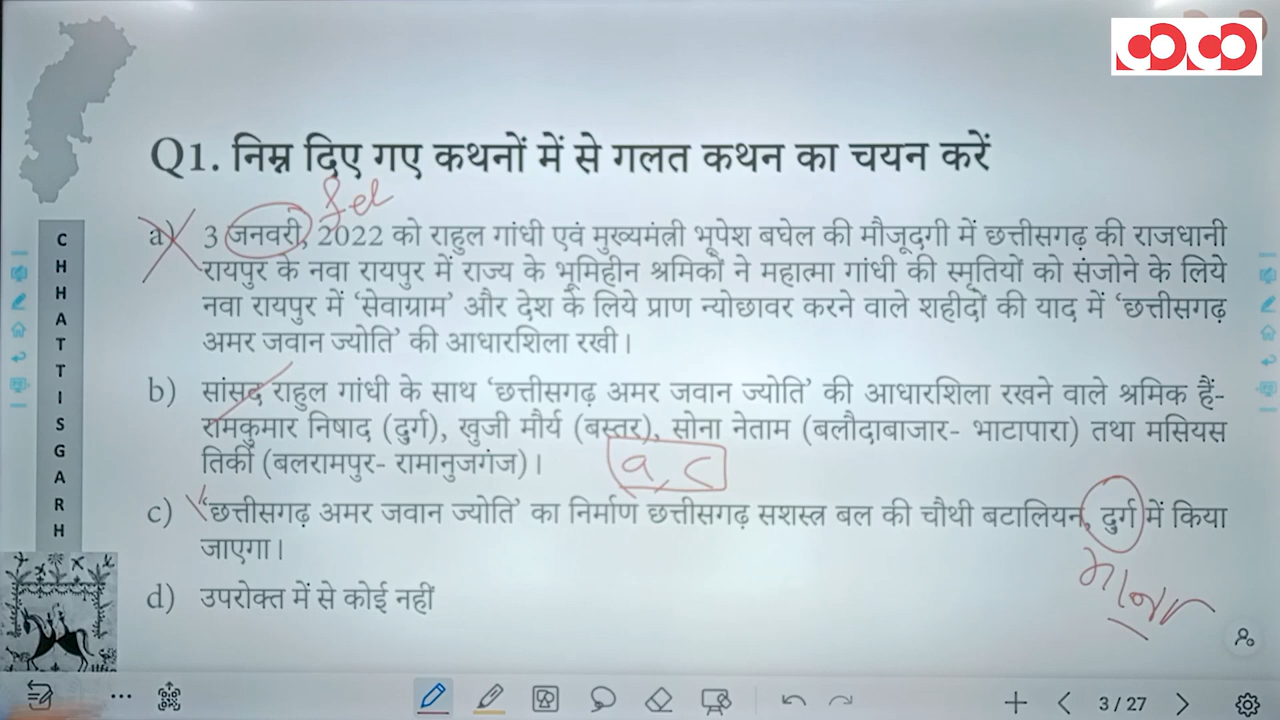 Q1. निम्न दिए गए कथनों में से गलत कथन का चयन करें
fel
a) 3 जनवरी, 2022 को राहुल गांधी एवं मुख्यमंत्री भूपेश बघेल की मौजूदगी में छत्तीसगढ़ की राजधानी
रायपुर के नवा रायपुर में राज्य के भूमिहीन श्रमिकों ने महात्मा गांधी की स्मृतियों को संजोने के लिये
नवा रायपुर में ‘सेवाग्राम’ और देश के लिये प्राण न्योछावर करने वाले शहीदों की याद में ‘छत्तीसगढ़
अमर जवान ज्योति’ की आधारशिला रखी।
b) सांसद राहुल गांधी के साथ ‘छत्तीसगढ़ अमर जवान ज्योति’ की आधारशिला रखने वाले श्रमिक हैं-
रामकुमार निषाद (दुर्ग), खुजी मौर्य (बस्तर), सोना नेताम (बलौदाबाजार- भाटापारा) तथा मसियस
तिर्की (बलरामपुर- रामानुजगंज)।
a, c
c) ‘छत्तीसगढ़ अमर जवान ज्योति’ का निर्माण छत्तीसगढ़ सशस्त्र बल की चौथी बटालियन, दुर्ग में किया
जाएगा।
माना
d) उपरोक्त में से कोई नहीं
CHHATTISGARH
3 / 27